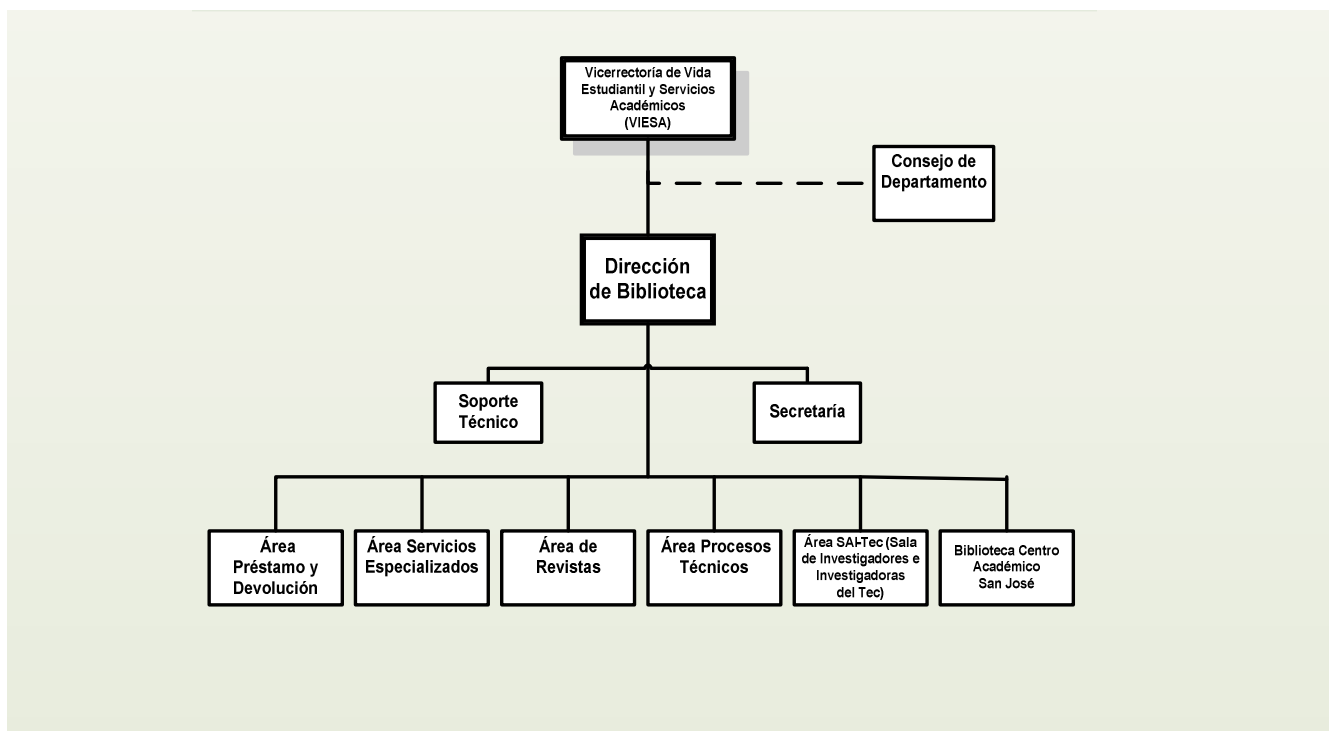 Vicerrectoría de Vida
Estudiantil y Servicios
Académicos
(VIESA)
Consejo de
Departamento
Dirección
de Biblioteca
Soporte
Técnico
Secretaría
Área
Préstamo y
Devolución
Área Servicios
Especializados
Área de
Revistas
Área Procesos
Técnicos
Área SAI-Tec (Sala
de Investigadores e
Investigadoras
del Tec)
Biblioteca Centro
Académico
San José